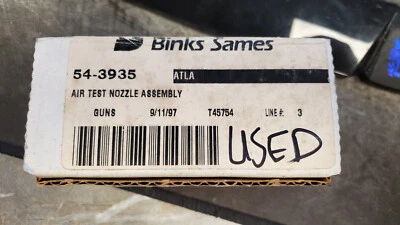 Binks Sames
54-3935 ATLA
AIR TEST NOZZLE ASSEMBLY
GUNS 9/11/97 T45754 LINE #: 3
USED